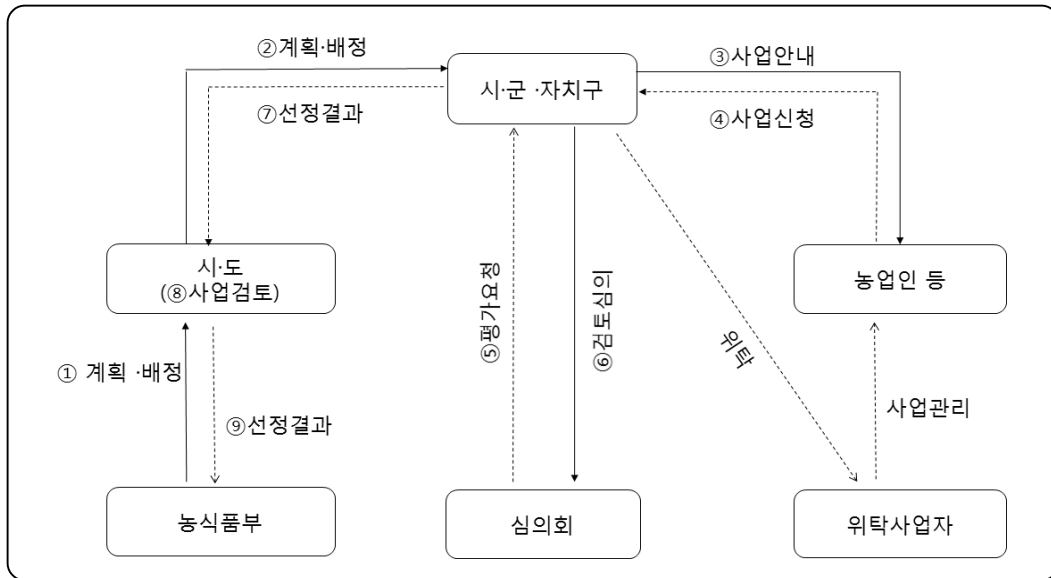 ②계획·배정
③사업안내
시·군 ·자치구
⑦선정결과
④사업신청
시·도
(⑧사업검토)
⑤평가요청
⑥검토심의
농업인 등
위탁
① 계획 ·배정
⑨선정결과
사업관리
농식품부
심의회
위탁사업자